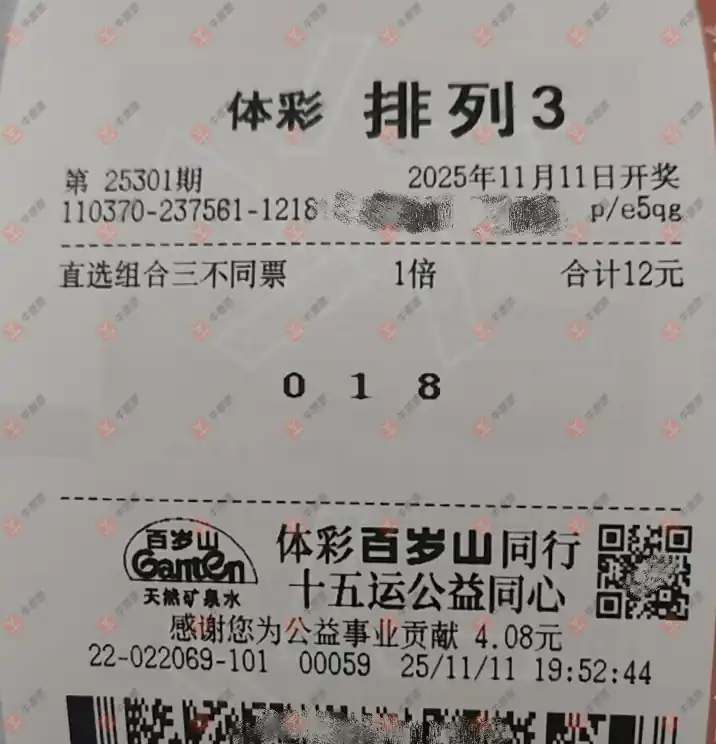 体彩 排列3
第 25301期 2025年11月11日开奖
110370-237561-1218 p/e5qg
直选组合三不同票 1倍 合计12元
0 1 8
百岁山
Ganten
天然矿泉水
体彩百岁山同行
十五运公益同心
感谢您为公益事业贡献 4.08元
22-022069-101 00059 25/11/11 19:52:44